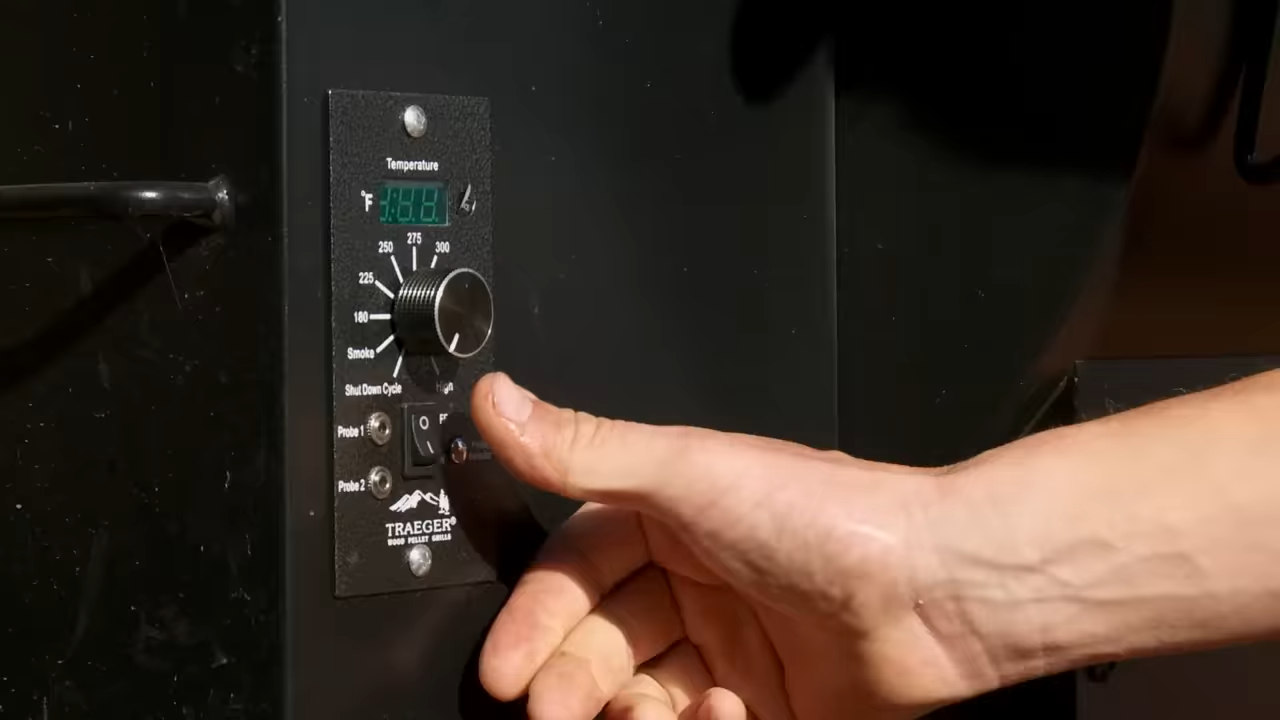 Temperature
°F
250 275 300
225
180
Smoke
Shut Down Cycle High
O
Probe 1
I
Probe 2
TRAEGER®
WOOD PELLET GRILLS